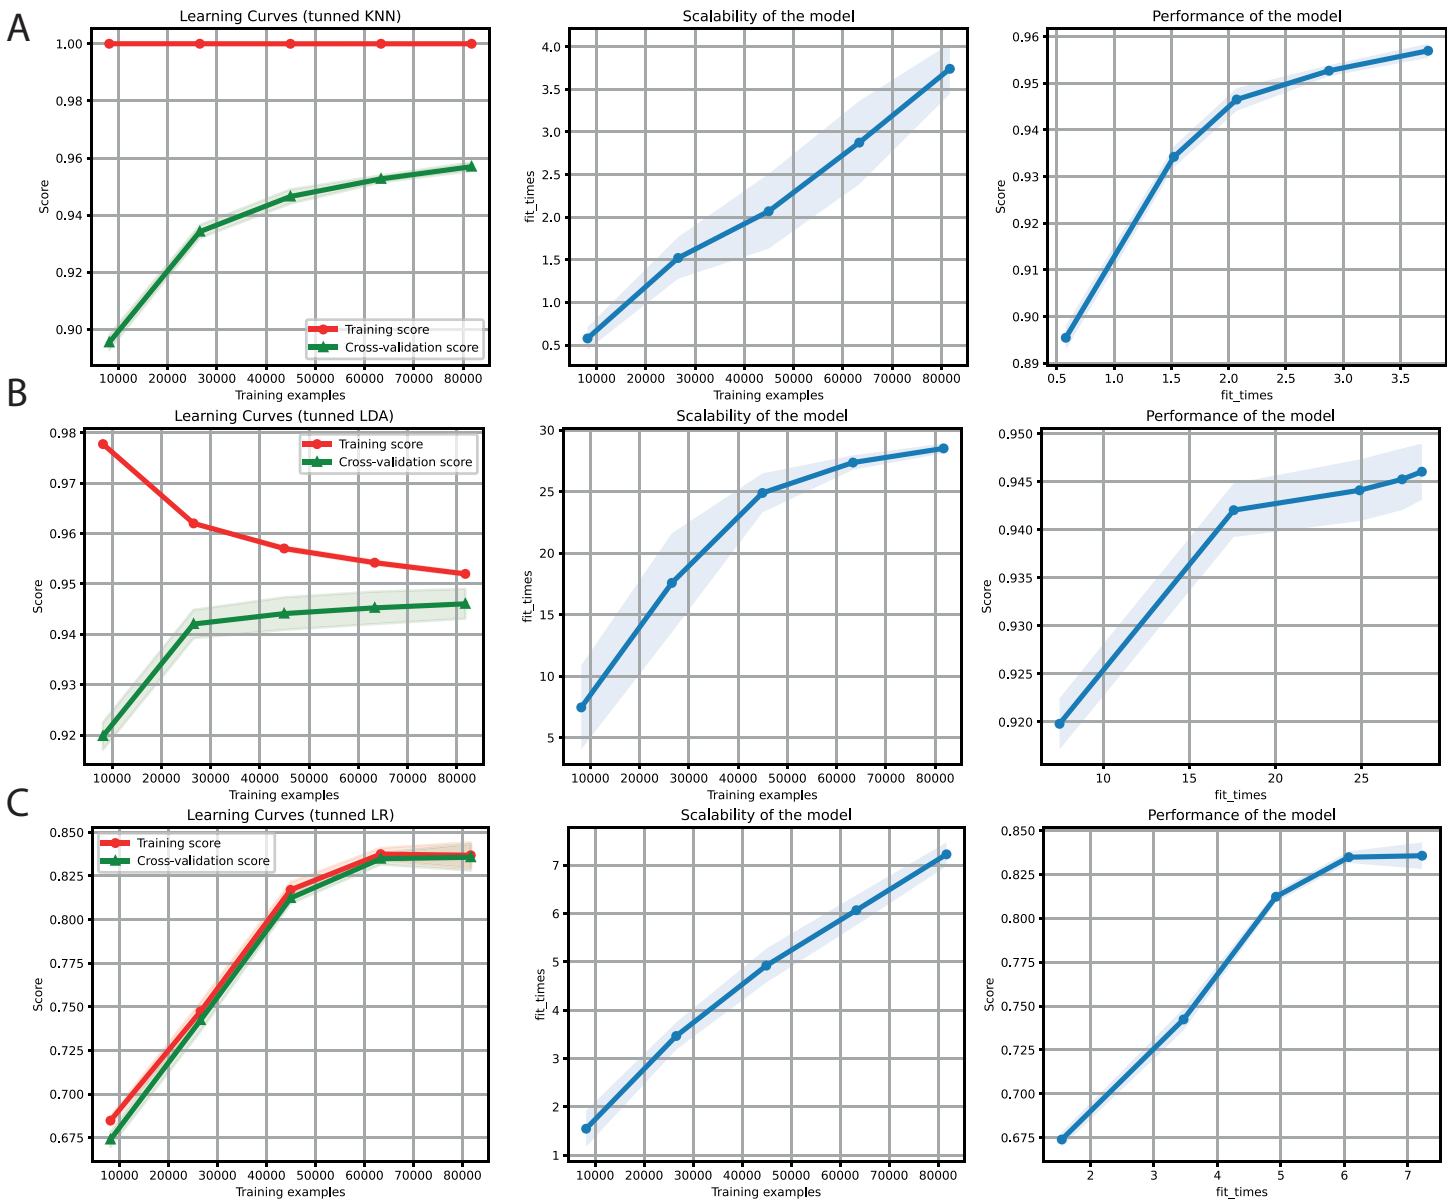 A
Learning Curves (tunned KNN)
1.00
0.98
0.96
0.94
0.92
0.90
Score
Training score
Cross-validation score
10000 20000 30000 40000 50000 60000 70000 80000
Training examples
Scalability of the model
4.0
3.5
3.0
2.5
2.0
1.5
1.0
0.5
fit_times
10000 20000 30000 40000 50000 60000 70000 80000
Training examples
Performance of the model
0.96
0.95
0.94
0.93
0.92
0.91
0.90
0.89
Score
0.5 1.0 1.5 2.0 2.5 3.0 3.5
fit_times
B
Learning Curves (tunned LDA)
0.98
0.97
0.96
0.95
0.94
0.93
0.92
Score
Training score
Cross-validation score
10000 20000 30000 40000 50000 60000 70000 80000
Training examples
Scalability of the model
30
25
20
15
10
5
fit_times
10000 20000 30000 40000 50000 60000 70000 80000
Training examples
Performance of the model
0.950
0.945
0.940
0.935
0.930
0.925
0.920
Score
10 15 20 25
fit_times
C
Learning Curves (tunned LR)
0.850
0.825
0.800
0.775
0.750
0.725
0.700
0.675
Score
Training score
Cross-validation score
10000 20000 30000 40000 50000 60000 70000 80000
Training examples
Scalability of the model
7
6
5
4
3
2
1
fit_times
10000 20000 30000 40000 50000 60000 70000 80000
Training examples
Performance of the model
0.850
0.825
0.800
0.775
0.750
0.725
0.700
0.675
Score
2 3 4 5 6 7
fit_times